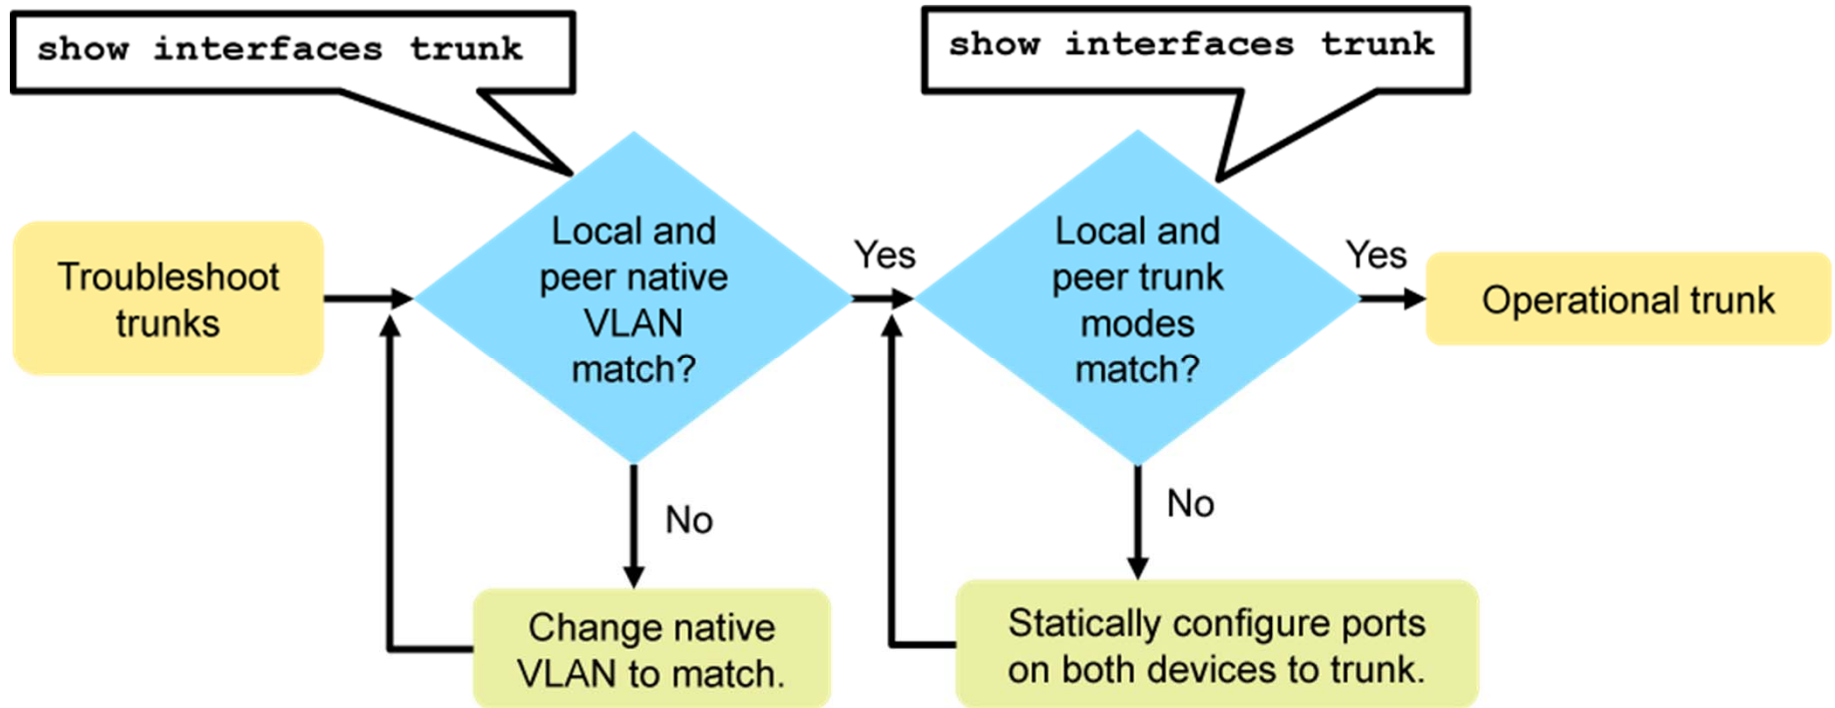 show interfaces trunk
show interfaces trunk
Troubleshoot
trunks
Local and
peer native
VLAN
match?
Yes
Local and
peer trunk
modes
match?
Yes
Operational trunk
No
No
Change native
VLAN to match.
Statically configure ports
on both devices to trunk.